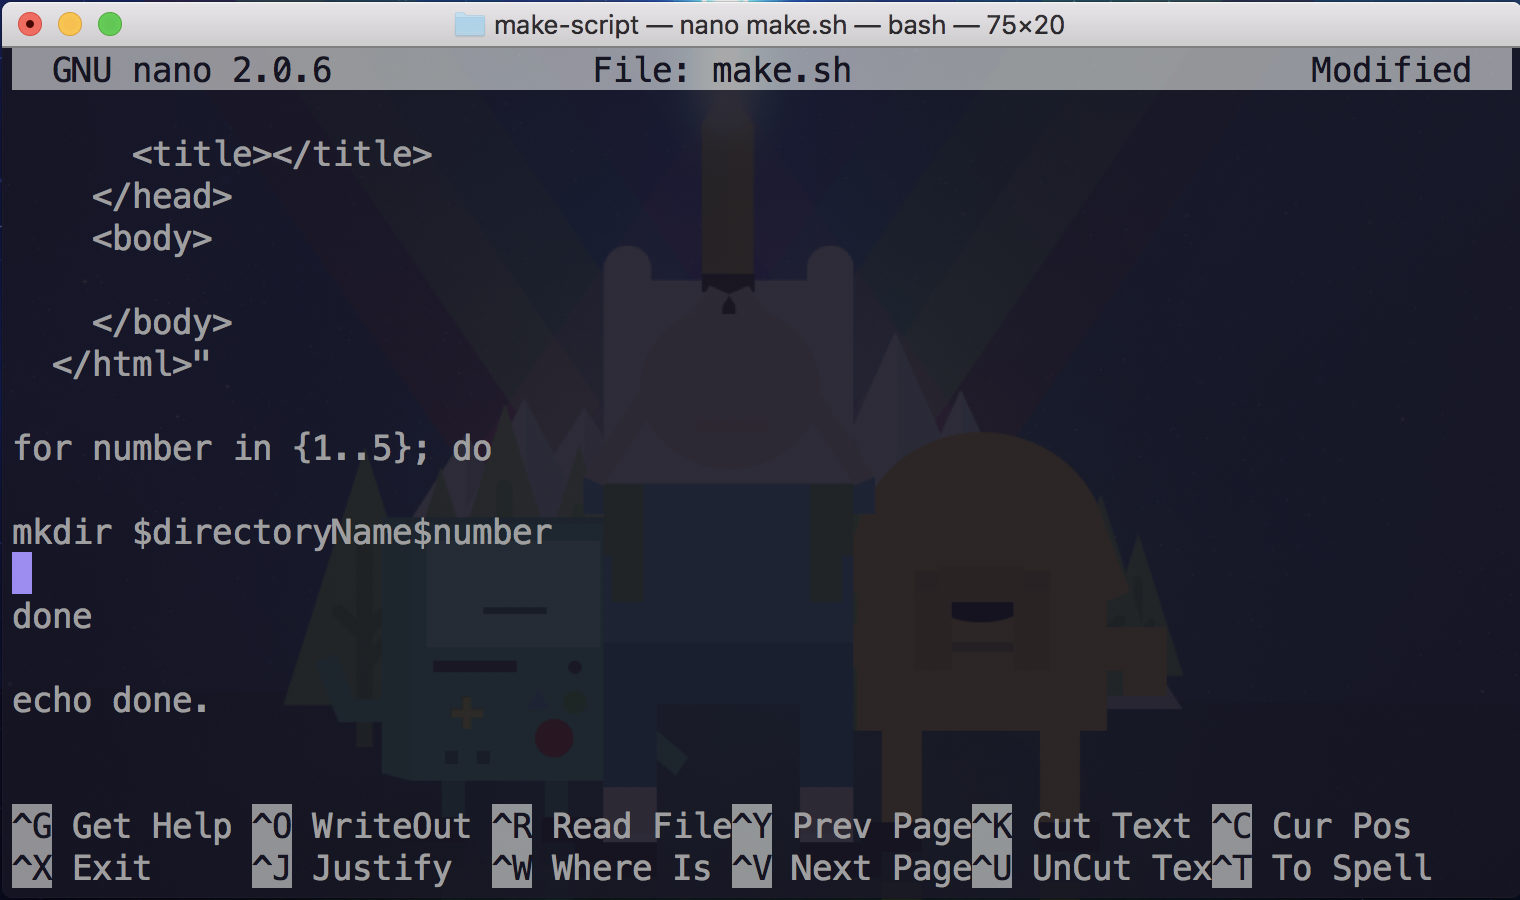 make-script — nano make.sh — bash — 75×20
GNU nano 2.0.6 File: make.sh Modified
<title></title>
</head>
<body>
</body>
</html>"
for number in {1..5}; do
mkdir $directoryName$number
done
echo done.
^G Get Help ^O WriteOut ^R Read File ^Y Prev Page ^K Cut Text ^C Cur Pos
^X Exit ^J Justify ^W Where Is ^V Next Page ^U UnCut Tex ^T To Spell